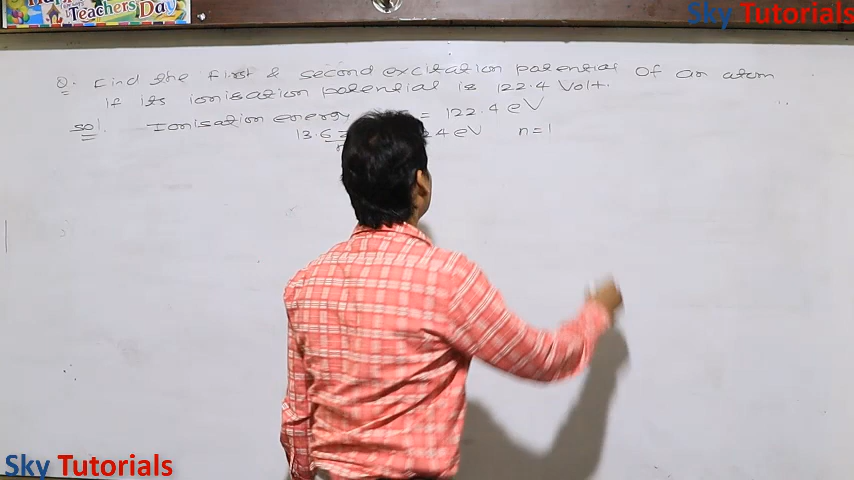 Teachers Day
Sky Tutorials
Q. Find the first & second excitation potential of an atom
If its ionisation potential is 122.4 Volt.
Sol. Ionisation energy = 122.4 eV
13.6 4 eV n=1
Sky Tutorials